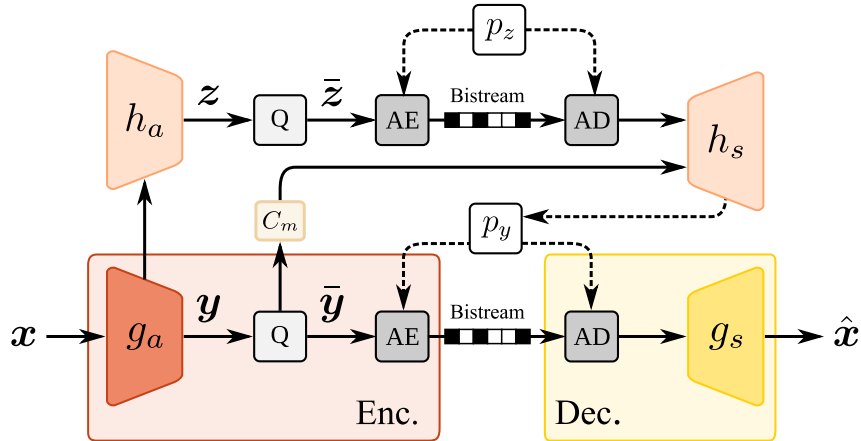 p_z
h_a
z
Q
z̄
AE
Bistream
AD
h_s
C_m
p_y
x
g_a
y
Q
ȳ
AE
Bistream
AD
g_s
x̂
Enc.
Dec.